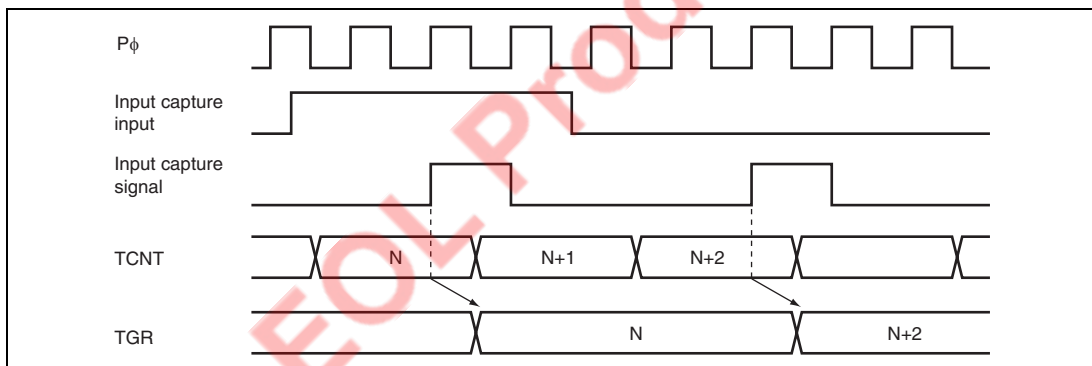 Pϕ
Input capture
input
Input capture
signal
TCNT
N
N+1
N+2
TGR
N
N+2
EOL Prod